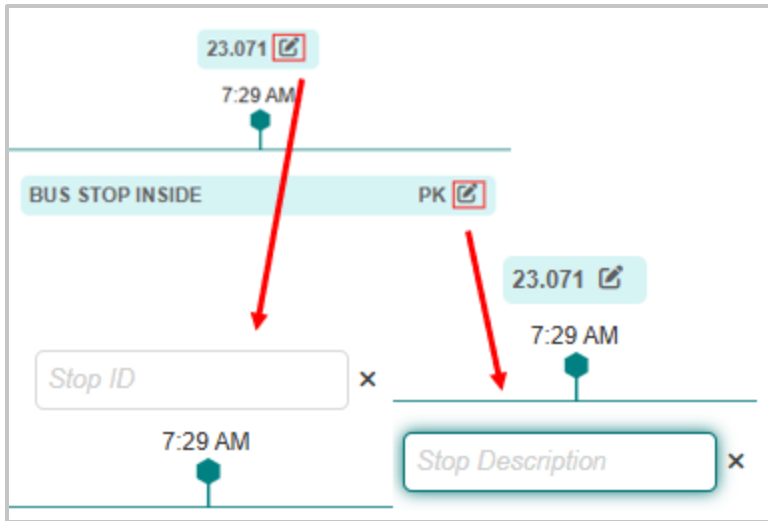 23.071
7:29 AM
BUS STOP INSIDE PK
23.071
7:29 AM
Stop ID ×
7:29 AM
Stop Description ×